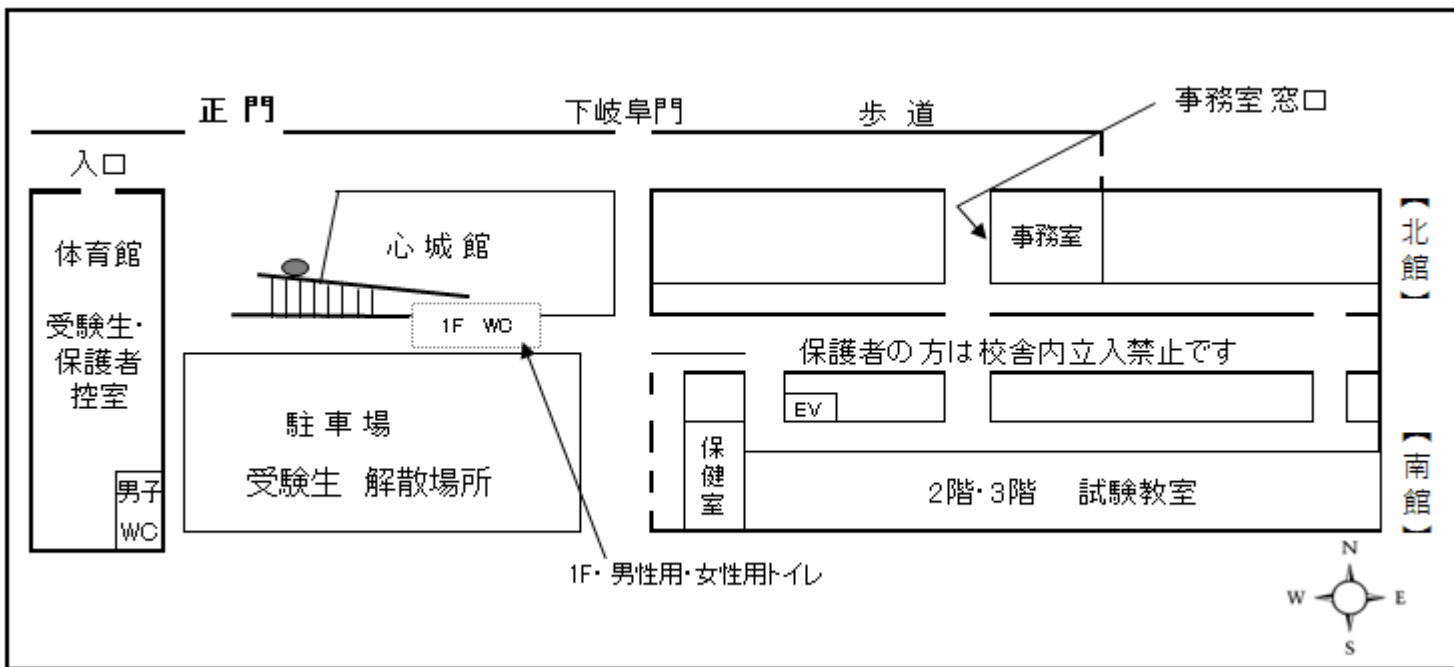 正門
下岐阜門
歩道
事務室 窓口
入口
体育館
受験生・
保護者
控室
男子
WC
心城館
1F WC
駐車場
受験生 解散場所
1F・男性用・女性用トイレ
事務室
【北館】
保護者の方は校舎内立入禁止です
EV
保健室
2階・3階 試験教室
【南館】
N
W
E
S